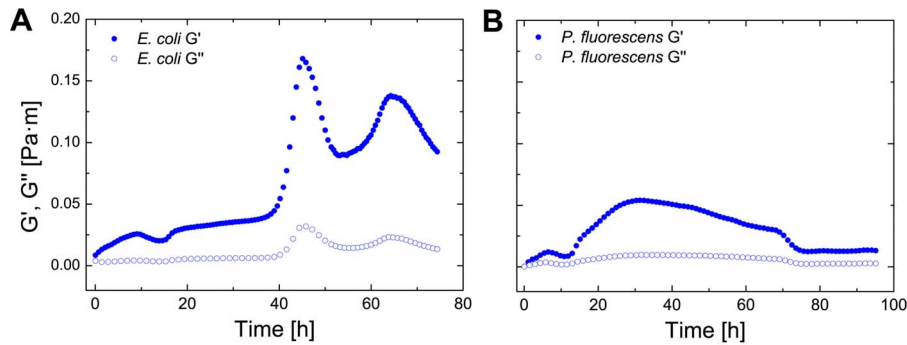 A
E. coli G'
E. coli G''
G', G'' [Pa·m]
0.20
0.15
0.10
0.05
0.00
0
20
40
60
80
Time [h]
B
P. fluorescens G'
P. fluorescens G''
0
20
40
60
80
100
Time [h]